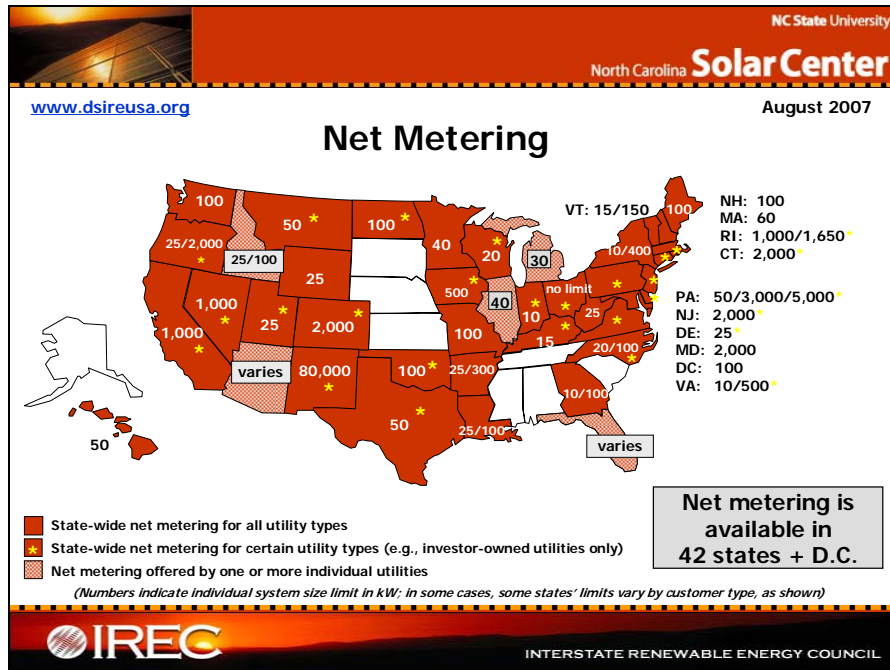 NC State University
North Carolina Solar Center
www.dsireusa.org
August 2007
Net Metering
100
50 *
100 *
25/2,000 *
25/100
25
40
20 *
30
10/400
100
VT: 15/150
NH: 100
MA: 60
RI: 1,000/1,650*
CT: 2,000*
1,000 *
1,000 *
25 *
2,000 *
500 *
40
10 *
no limit *
25
PA: 50/3,000/5,000*
NJ: 2,000*
DE: 25*
MD: 2,000
DC: 100
VA: 10/500*
100
15 *
20/100 *
varies
80,000 *
100 *
25/300
10/100
50 *
25/100
varies
50
State-wide net metering for all utility types
* State-wide net metering for certain utility types (e.g., investor-owned utilities only)
Net metering offered by one or more individual utilities
(Numbers indicate individual system size limit in kW; in some cases, some states' limits vary by customer type, as shown)
Net metering is
available in
42 states + D.C.
IREC
INTERSTATE RENEWABLE ENERGY COUNCIL